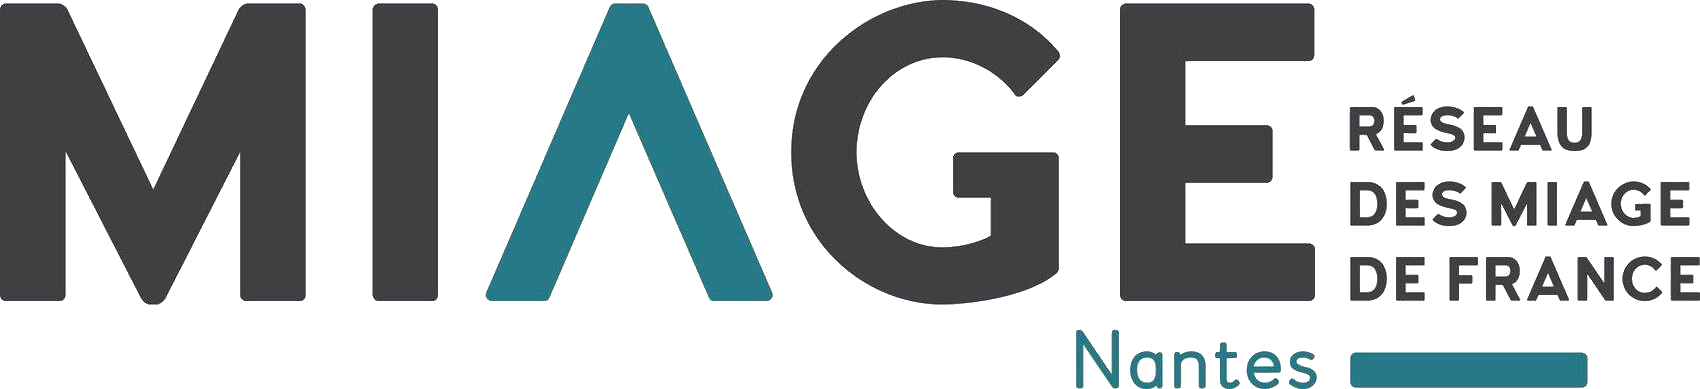 MIAGE
RÉSEAU
DES MIAGE
DE FRANCE
Nantes